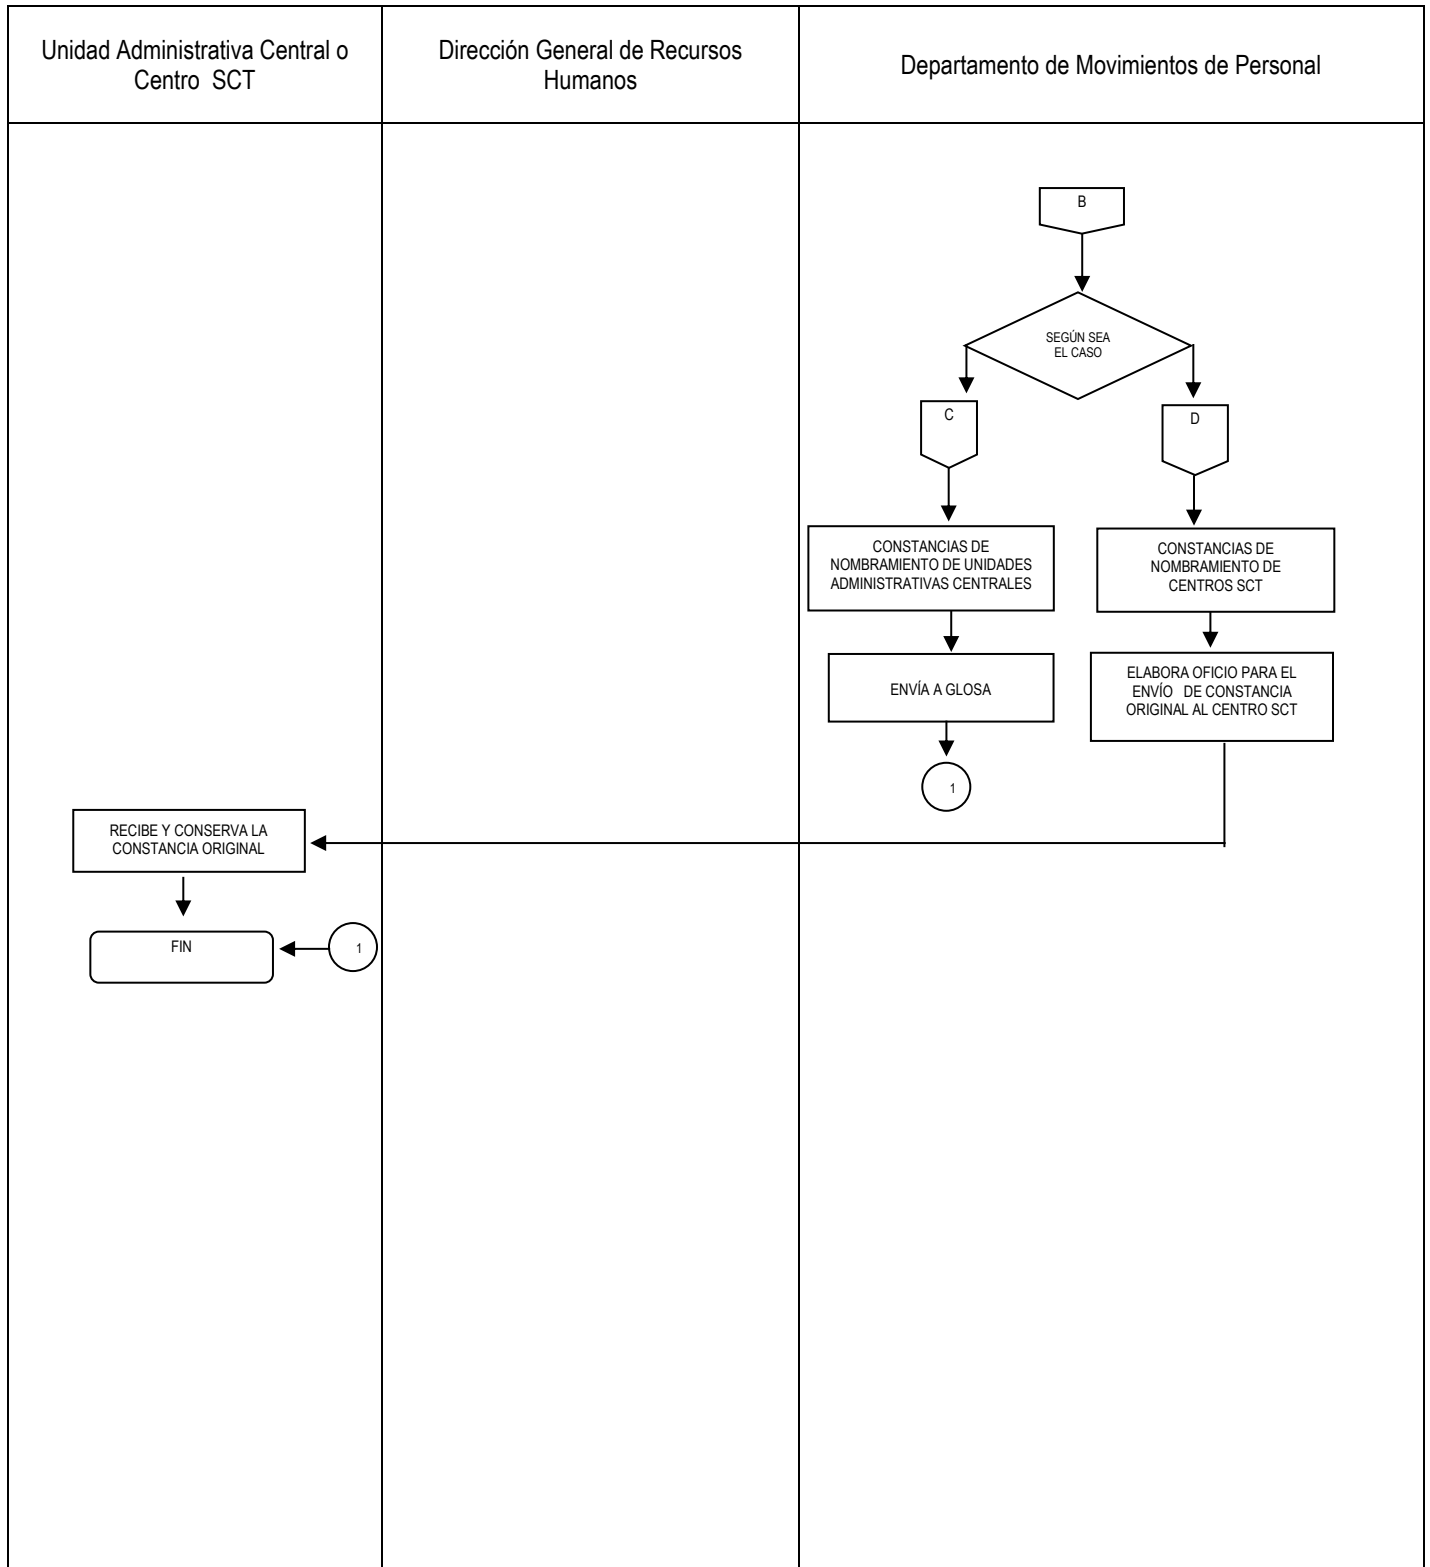 Unidad Administrativa Central o
Centro SCT
Dirección General de Recursos
Humanos
Departamento de Movimientos de Personal
B
SEGÚN SEA
EL CASO
C
D
CONSTANCIAS DE
NOMBRAMIENTO DE UNIDADES
ADMINISTRATIVAS CENTRALES
CONSTANCIAS DE
NOMBRAMIENTO DE
CENTROS SCT
ENVÍA A GLOSA
ELABORA OFICIO PARA EL
ENVÍO DE CONSTANCIA
ORIGINAL AL CENTRO SCT
1
RECIBE Y CONSERVA LA
CONSTANCIA ORIGINAL
FIN
1